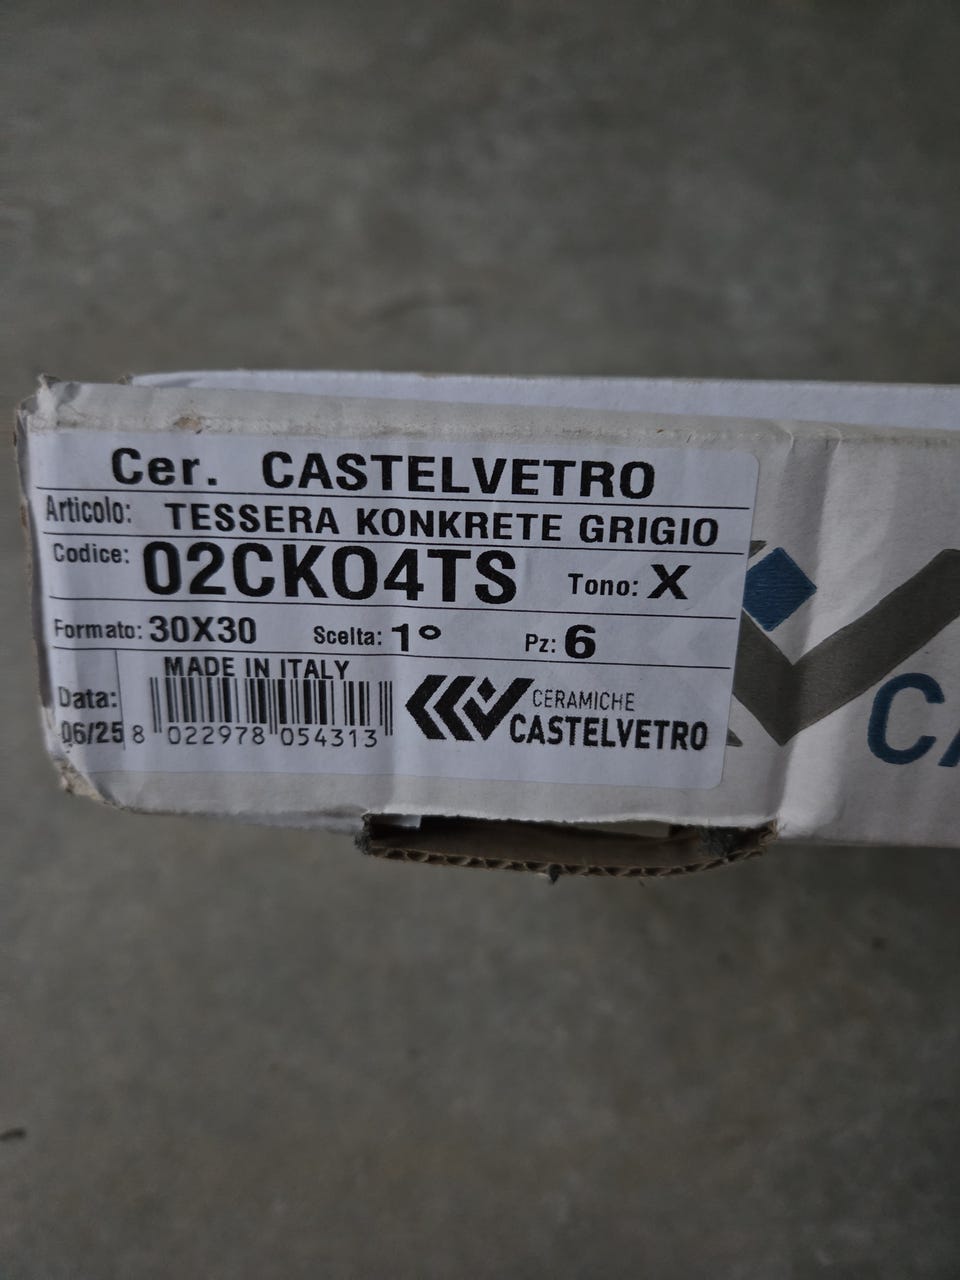 Cer. CASTELVETRO
Articolo: TESSERA KONKRETE GRIGIO
Codice: 02CK04TS Tono: X
Formato: 30X30 Scelta: 1° Pz: 6
MADE IN ITALY
Data:
06/25
8 022978 054313
CERAMICHE
CASTELVETRO
CA